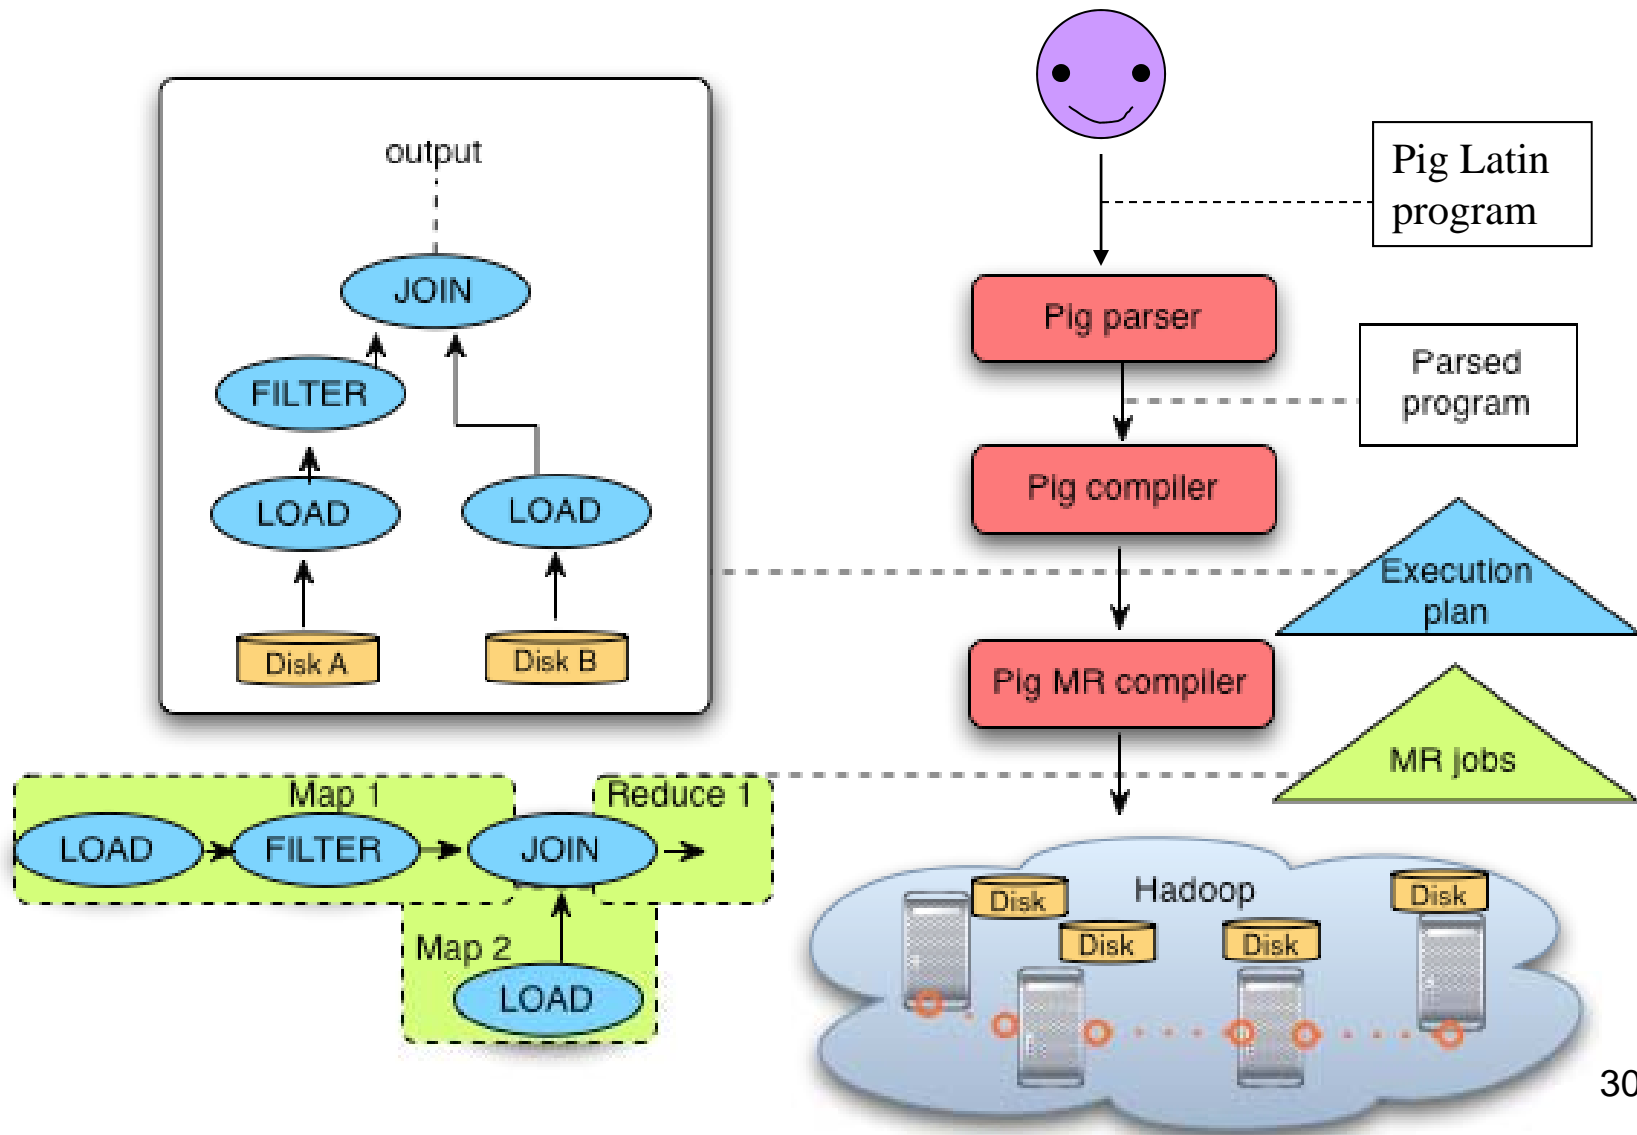 output
JOIN
FILTER
LOAD
LOAD
Disk A
Disk B
Pig Latin
program
Pig parser
Parsed
program
Pig compiler
Execution
plan
Pig MR compiler
MR jobs
Map 1
Reduce 1
LOAD
FILTER
JOIN
Map 2
LOAD
Hadoop
Disk
Disk
Disk
Disk
30